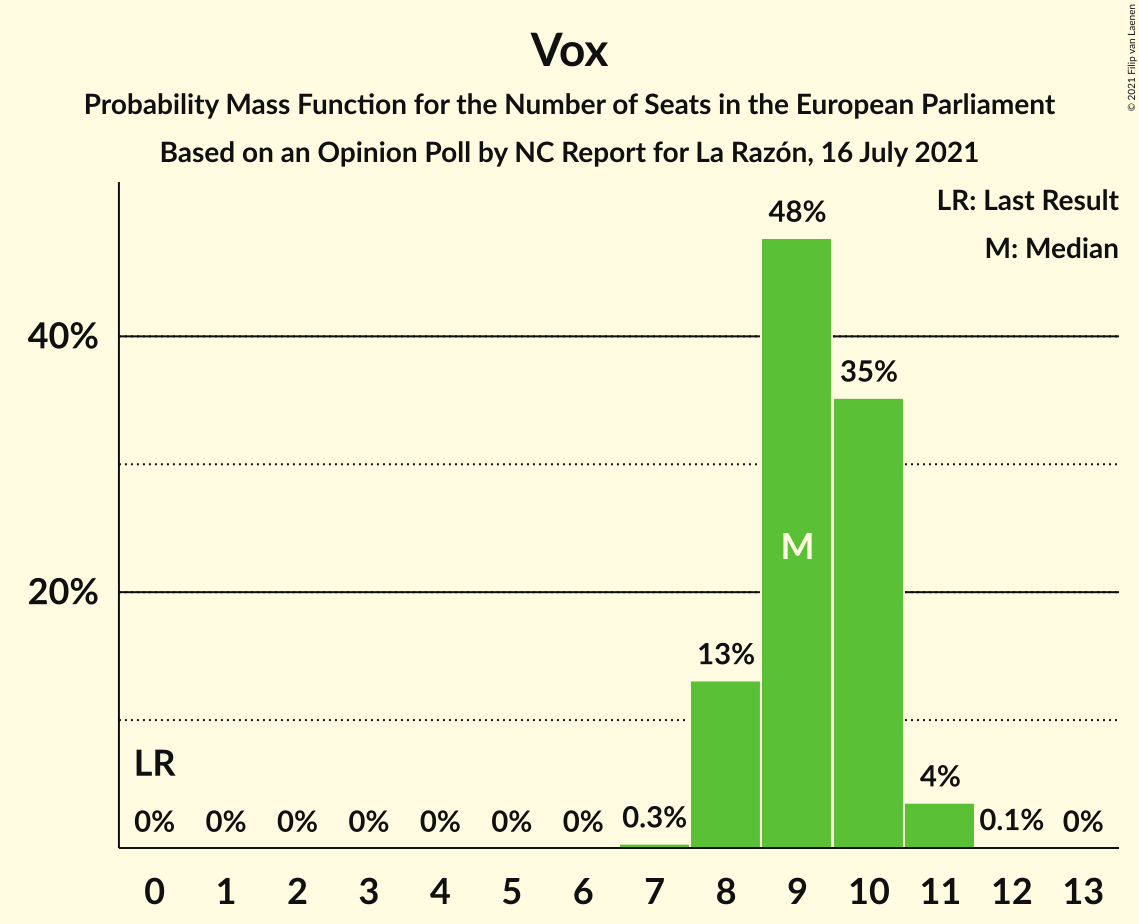 Vox
Probability Mass Function for the Number of Seats in the European Parliament
Based on an Opinion Poll by NC Report for La Razón, 16 July 2021
© 2021 Filip van Laenen
LR: Last Result
M: Median
48%
40%
35%
M
20%
13%
LR
4%
0% 0% 0% 0% 0% 0% 0% 0.3% 0.1% 0%
0 1 2 3 4 5 6 7 8 9 10 11 12 13